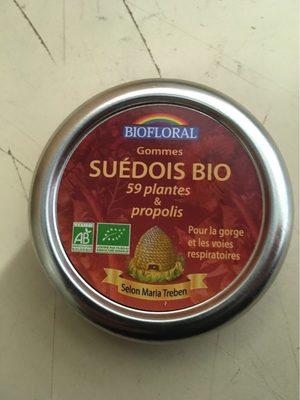 BIOFLORAL
Gommes
SUÉDOIS BIO
59 plantes
&
propolis
Pour la gorge
et les voies
respiratoires
AB
Selon Maria Treben